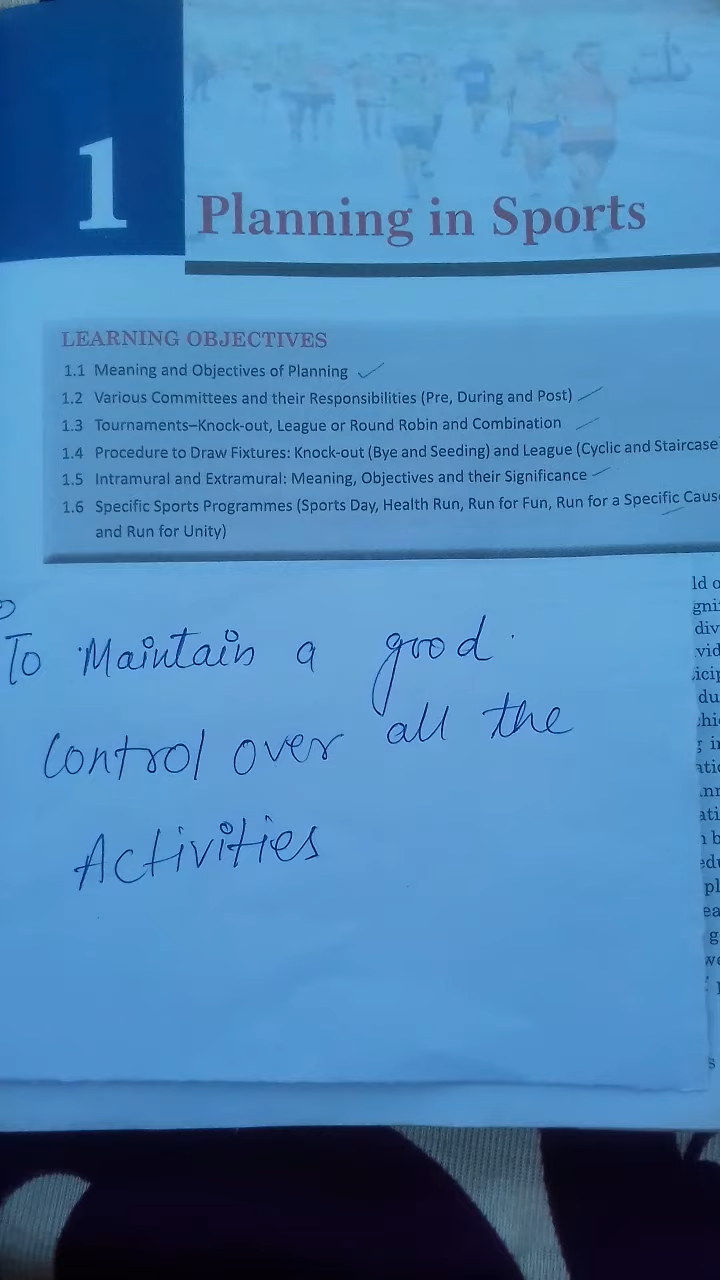 1
Planning in Sports
LEARNING OBJECTIVES
1.1 Meaning and Objectives of Planning
1.2 Various Committees and their Responsibilities (Pre, During and Post)
1.3 Tournaments–Knock-out, League or Round Robin and Combination
1.4 Procedure to Draw Fixtures: Knock-out (Bye and Seeding) and League (Cyclic and Staircase
1.5 Intramural and Extramural: Meaning, Objectives and their Significance
1.6 Specific Sports Programmes (Sports Day, Health Run, Run for Fun, Run for a Specific Caus
and Run for Unity)
To Maintain a good
Control over all the
Activities